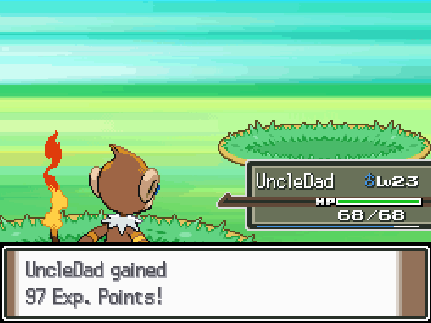 UncleDad ♂Lv23
HP
68/68
UncleDad gained
97 Exp. Points!